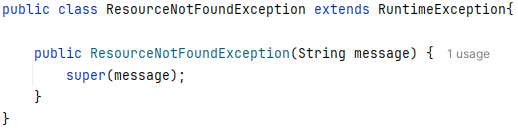 public class ResourceNotFoundException extends RuntimeException{
public ResourceNotFoundException(String message) { 1 usage
super(message);
}
}